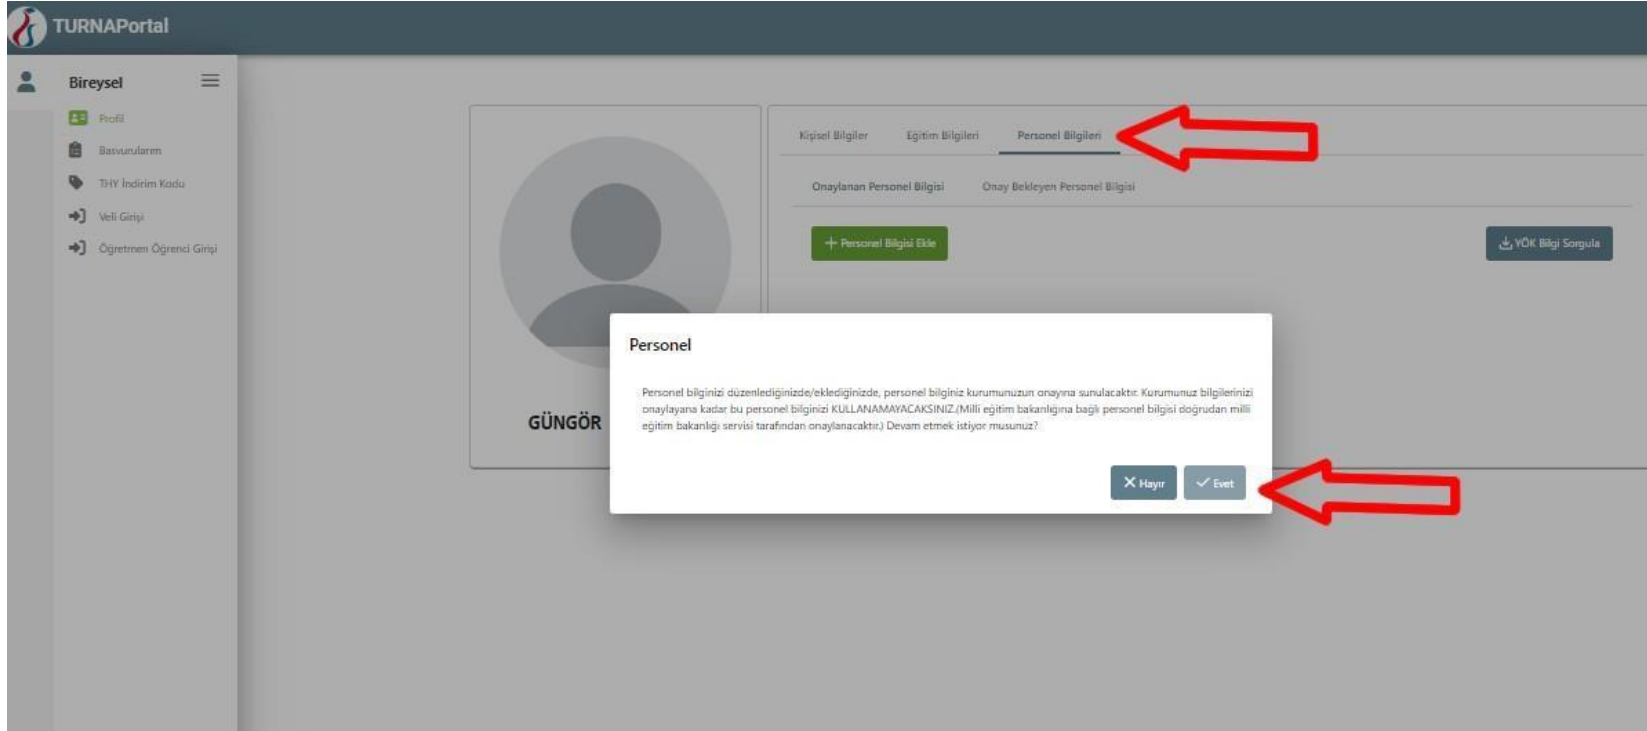 TURNAPortal
Bireysel
Profil
Basvurularım
THY İndirim Kodu
Veli Girişi
Öğretmen Öğrenci Girişi
Kişisel Bilgiler Eğitim Bilgileri Personel Bilgileri
Onaylanan Personel Bilgisi Onay Bekleyen Personel Bilgisi
Personel Bilgisi Ekle YÖK Bilgi Sorgula
GÜNGÖR
Personel
Personel bilginizi düzenlediğinizde/eklediğinizde, personel bilginiz kurumunuzun onayına sunulacaktır. Kurumunuz bilgilerinizi
onaylayana kadar bu personel bilginizi KULLANAMAYACAKSINIZ.(Milli eğitim bakanlığına bağlı personel bilgisi doğrudan milli
eğitim bakanlığı servisi tarafından onaylanacaktır.) Devam etmek istiyor musunuz?
Hayır Evet